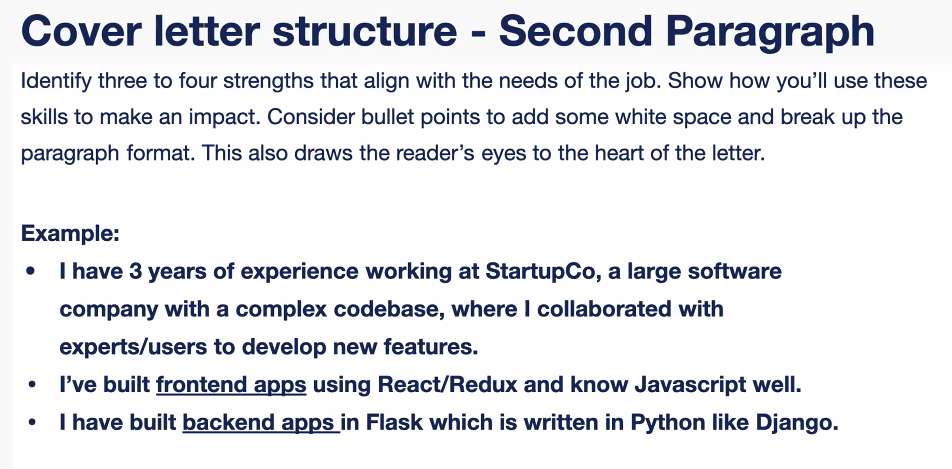 Cover letter structure - Second Paragraph
Identify three to four strengths that align with the needs of the job. Show how you’ll use these
skills to make an impact. Consider bullet points to add some white space and break up the
paragraph format. This also draws the reader’s eyes to the heart of the letter.
Example:
• I have 3 years of experience working at StartupCo, a large software
company with a complex codebase, where I collaborated with
experts/users to develop new features.
• I’ve built frontend apps using React/Redux and know Javascript well.
• I have built backend apps in Flask which is written in Python like Django.